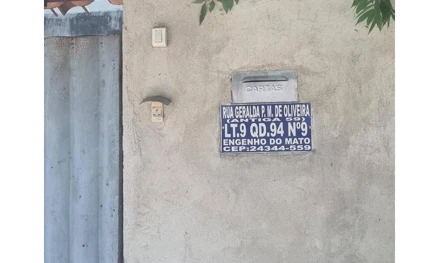 CARTAS
RUA GERALDA P. M. DE OLIVEIRA
(ANTIGA 59)
LT.9 QD.94 Nº9
ENGENHO DO MATO
CEP:24344-559